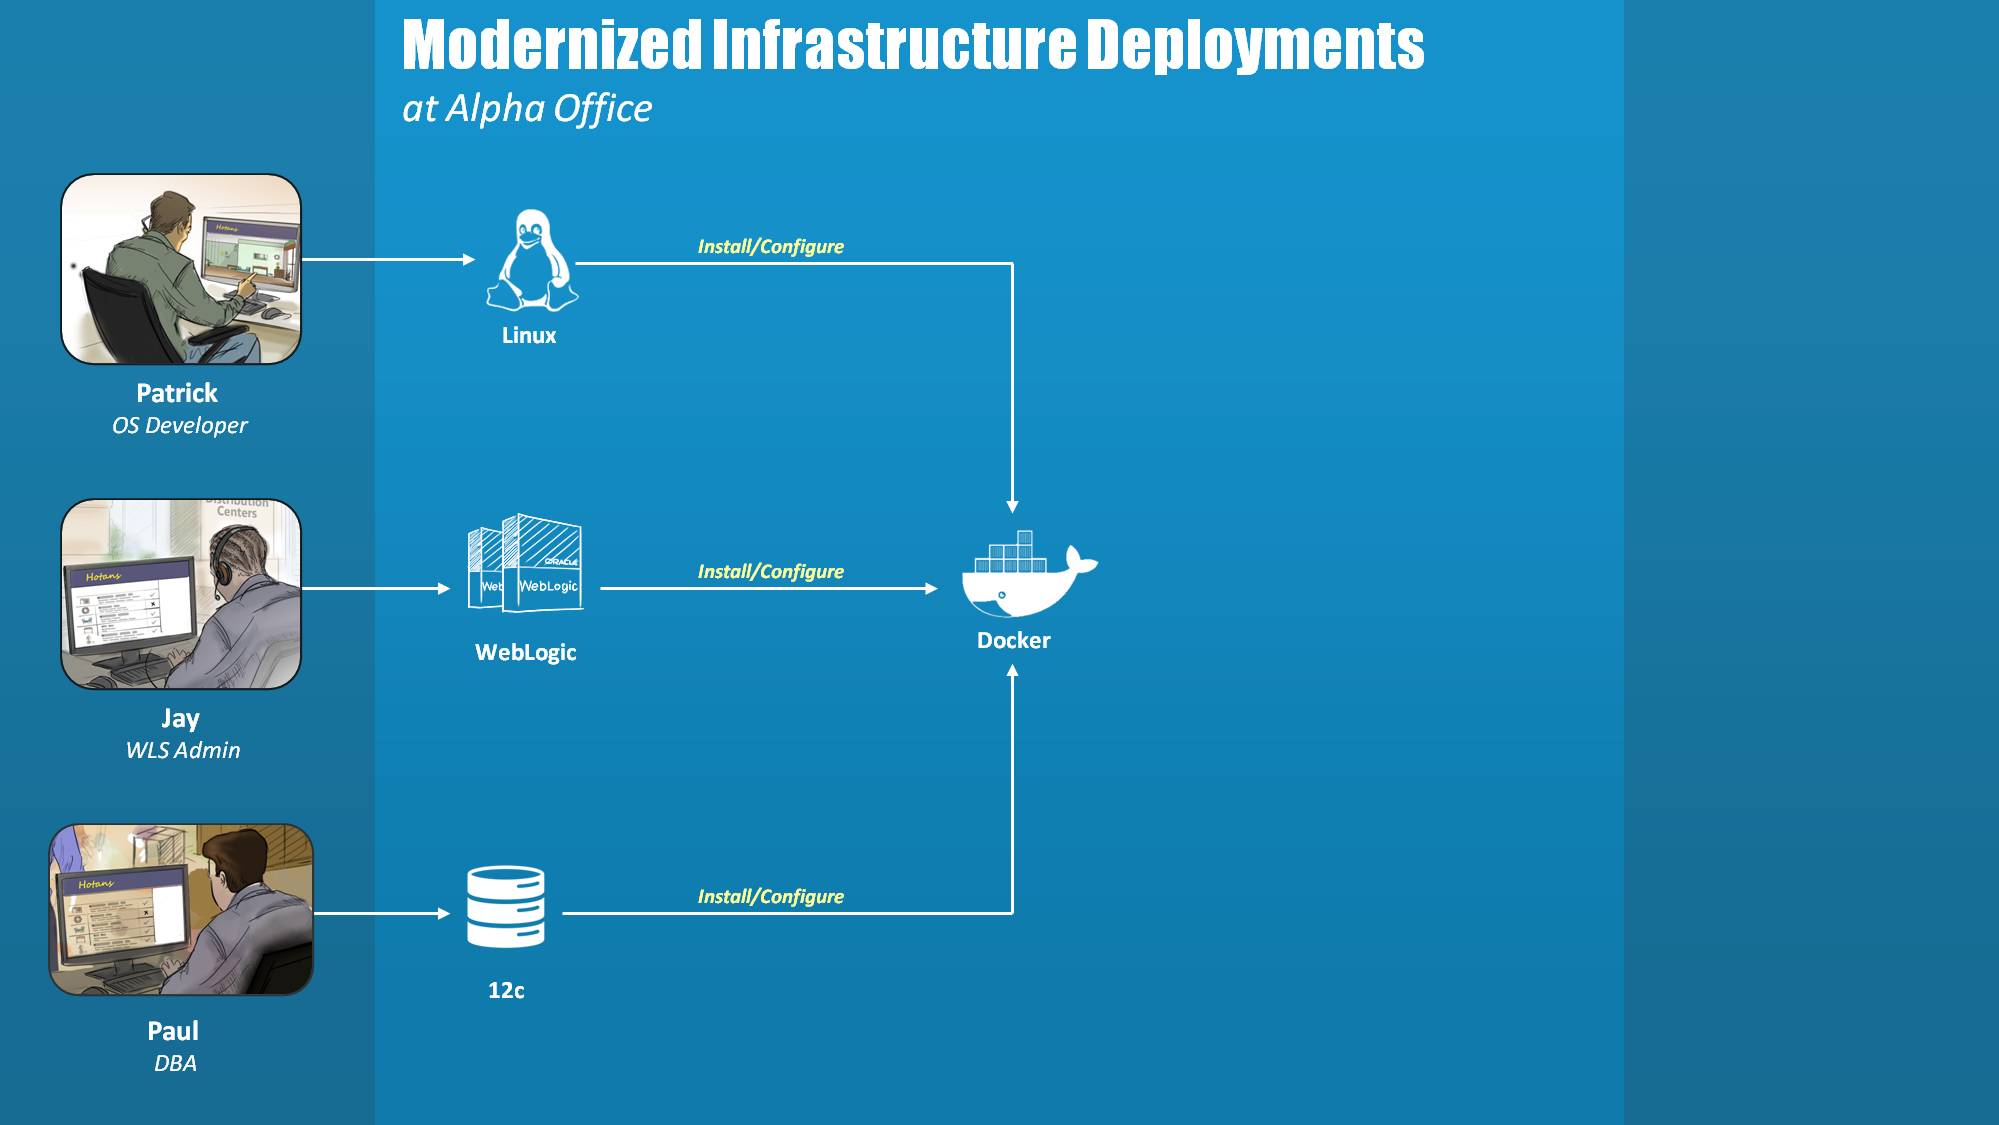 Modernized Infrastructure Deployments
at Alpha Office
Hotans
Install/Configure
Linux
Patrick
OS Developer
Distribution
Centers
Hotans
ORACLE
Web
WebLogic
Install/Configure
WebLogic
Docker
Jay
WLS Admin
Hotans
Install/Configure
12c
Paul
DBA